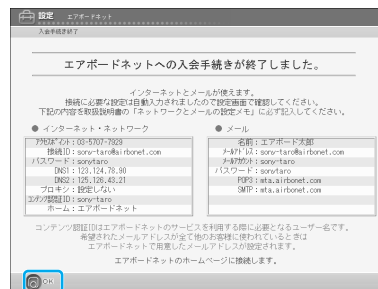 設定 エアボードネット
入会手続き終了
エアボードネットへの入会手続きが終了しました。
インターネットとメールが使えます。
接続に必要な設定は自動入力されましたので設定画面で確認してください。
下記の内容を取扱説明書の「ネットワークとメールの設定メモ」に必ず記入してください。
● インターネット・ネットワーク
アクセスポイント：03-5707-7929
接続ID：sony-taro@airbonet.com
パスワード：sonytaro
DNS1：123.124.78.90
DNS2：125.126.43.21
プロキシ：設定しない
コンテンツ認証ID：sony-taro
ホーム：エアボードネット
● メール
名前：エアボード太郎
メールアドレス：sony-taro@airbonet.com
メールアカウント：sony-taro
パスワード：sonytaro
POP3：mta.airbonet.com
SMTP：mta.airbonet.com
コンテンツ認証IDはエアボードネットのサービスを利用する際に必要となるユーザー名です。
希望されたメールアドレスが全て他のお客様に使われているときは
エアボードネットで用意したメールアドレスが設定されます。
エアボードネットのホームページに接続します。
OK